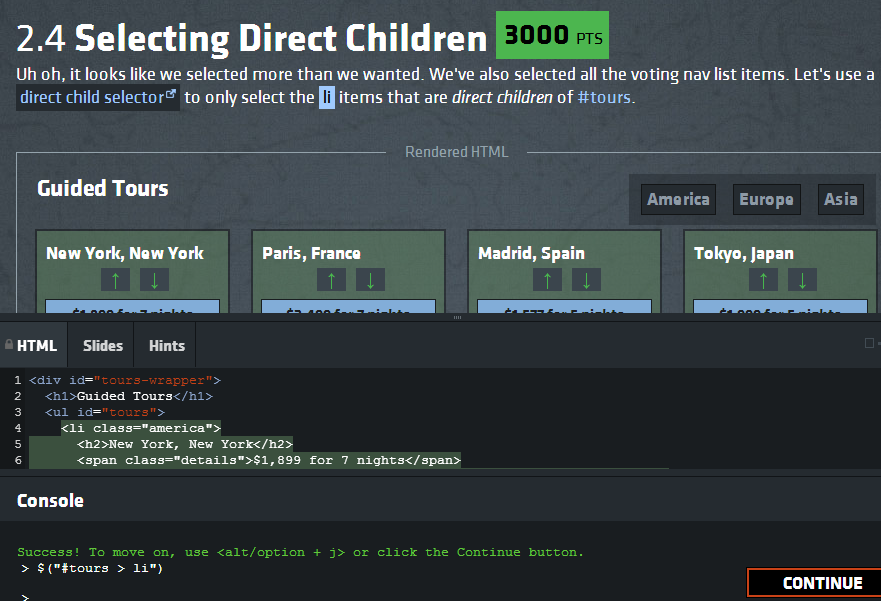 2.4 Selecting Direct Children 3000 PTS
Uh oh, it looks like we selected more than we wanted. We've also selected all the voting nav list items. Let's use a
direct child selector to only select the li items that are direct children of #tours.
Rendered HTML
Guided Tours
America Europe Asia
New York, New York Paris, France Madrid, Spain Tokyo, Japan
↑ ↓ ↑ ↓ ↑ ↓ ↑ ↓
HTML Slides Hints
1 <div id="tours-wrapper">
2 <h1>Guided Tours</h1>
3 <ul id="tours">
4 <li class="america">
5 <h2>New York, New York</h2>
6 <span class="details">$1,899 for 7 nights</span>
Console
Success! To move on, use <alt/option + j> or click the Continue button.
> $("#tours > li")
CONTINUE
>